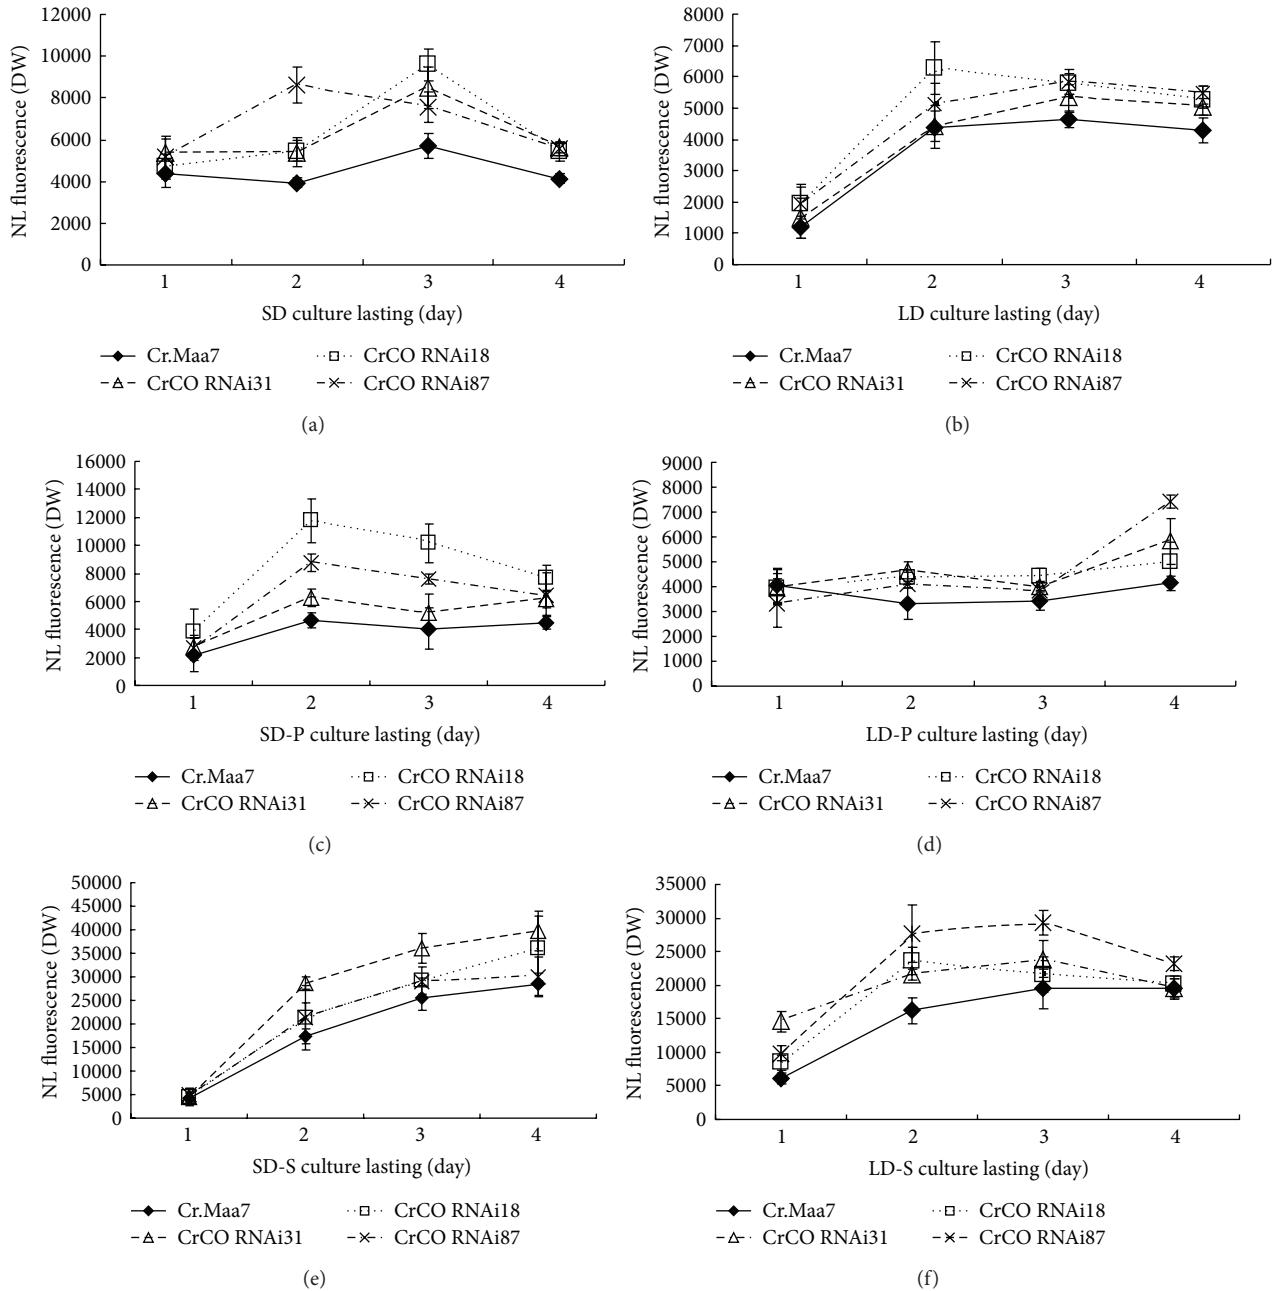 NL fluorescence (DW)
12000
10000
8000
6000
4000
2000
0
1 2 3 4
SD culture lasting (day)
Cr.Maa7 CrCO RNAi18
CrCO RNAi31 CrCO RNAi87
(a)
NL fluorescence (DW)
8000
7000
6000
5000
4000
3000
2000
1000
0
1 2 3 4
LD culture lasting (day)
Cr.Maa7 CrCO RNAi18
CrCO RNAi31 CrCO RNAi87
(b)
NL fluorescence (DW)
16000
14000
12000
10000
8000
6000
4000
2000
0
1 2 3 4
SD-P culture lasting (day)
Cr.Maa7 CrCO RNAi18
CrCO RNAi31 CrCO RNAi87
(c)
NL fluorescence (DW)
9000
8000
7000
6000
5000
4000
3000
2000
1000
0
1 2 3 4
LD-P culture lasting (day)
Cr.Maa7 CrCO RNAi18
CrCO RNAi31 CrCO RNAi87
(d)
NL fluorescence (DW)
50000
45000
40000
35000
30000
25000
20000
15000
10000
5000
0
1 2 3 4
SD-S culture lasting (day)
Cr.Maa7 CrCO RNAi18
CrCO RNAi31 CrCO RNAi87
(e)
NL fluorescence (DW)
35000
30000
25000
20000
15000
10000
5000
0
1 2 3 4
LD-S culture lasting (day)
Cr.Maa7 CrCO RNAi18
CrCO RNAi31 CrCO RNAi87
(f)